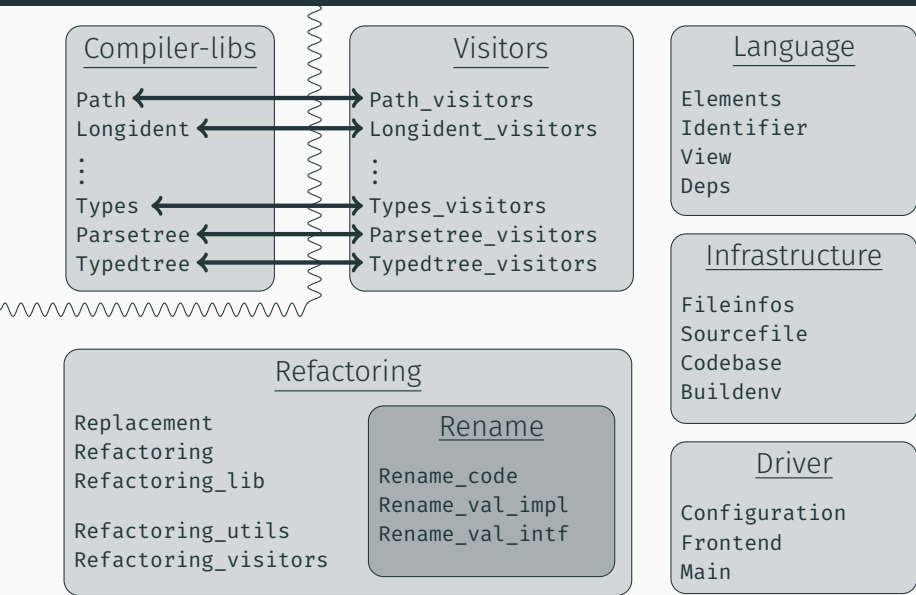 Compiler-libs
Path
Longident
⋮
Types
Parsetree
Typedtree
Visitors
Path_visitors
Longident_visitors
⋮
Types_visitors
Parsetree_visitors
Typedtree_visitors
Language
Elements
Identifier
View
Deps
Infrastructure
Fileinfos
Sourcefile
Codebase
Buildenv
Refactoring
Replacement
Refactoring
Refactoring_lib
Refactoring_utils
Refactoring_visitors
Rename
Rename_code
Rename_val_impl
Rename_val_intf
Driver
Configuration
Frontend
Main